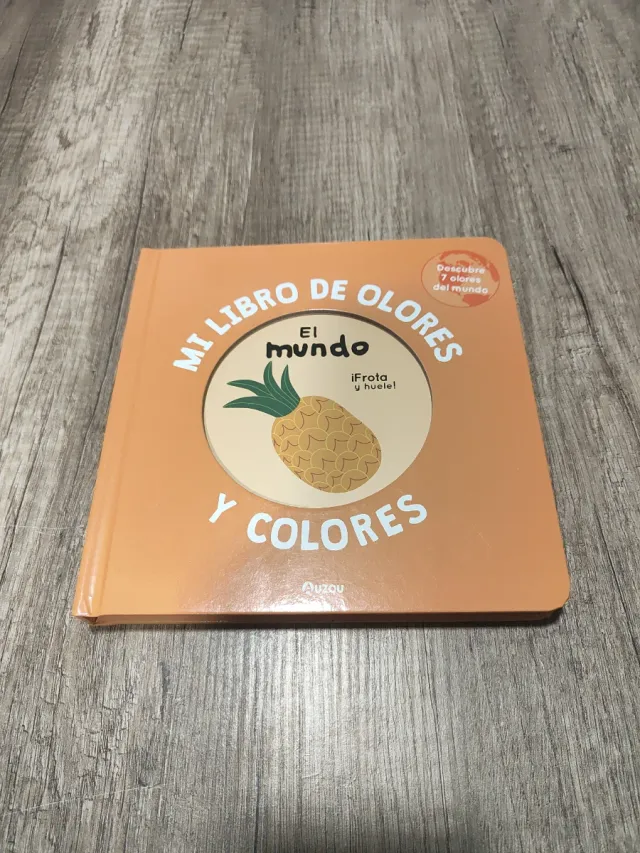 MI LIBRO DE OLORES
Y COLORES
El
mundo
¡Frota
y huele!
Descubre
7 olores
del mundo
AUZOU